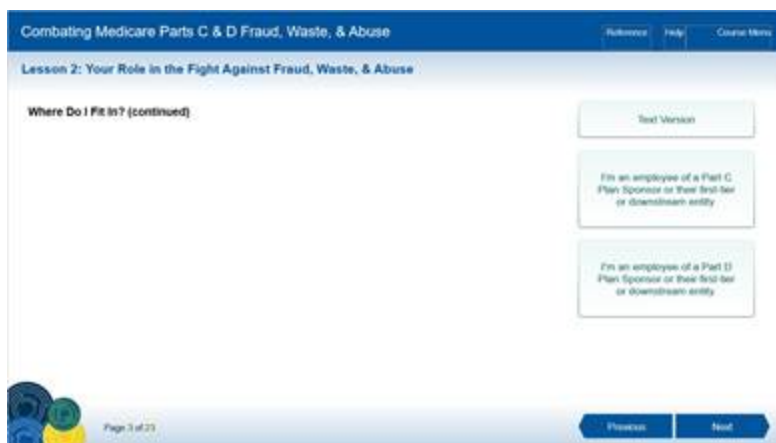 Combating Medicare Parts C & D Fraud, Waste, & Abuse
Reference Help Course Menu
Lesson 2: Your Role in the Fight Against Fraud, Waste, & Abuse
Where Do I Fit In? (continued)
Text Version
I'm an employee of a Part C
Plan Sponsor or their first-tier
or downstream entity
I'm an employee of a Part D
Plan Sponsor or their first-tier
or downstream entity
Page 3 of 23
Previous Next